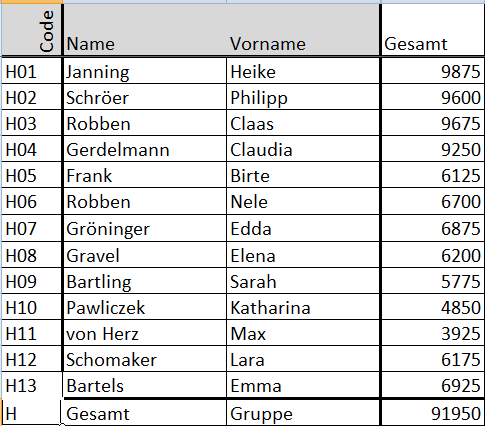 Code Name Vorname Gesamt
H01 Janning Heike 9875
H02 Schröer Philipp 9600
H03 Robben Claas 9675
H04 Gerdelmann Claudia 9250
H05 Frank Birte 6125
H06 Robben Nele 6700
H07 Gröninger Edda 6875
H08 Gravel Elena 6200
H09 Bartling Sarah 5775
H10 Pawliczek Katharina 4850
H11 von Herz Max 3925
H12 Schomaker Lara 6175
H13 Bartels Emma 6925
H Gesamt Gruppe 91950